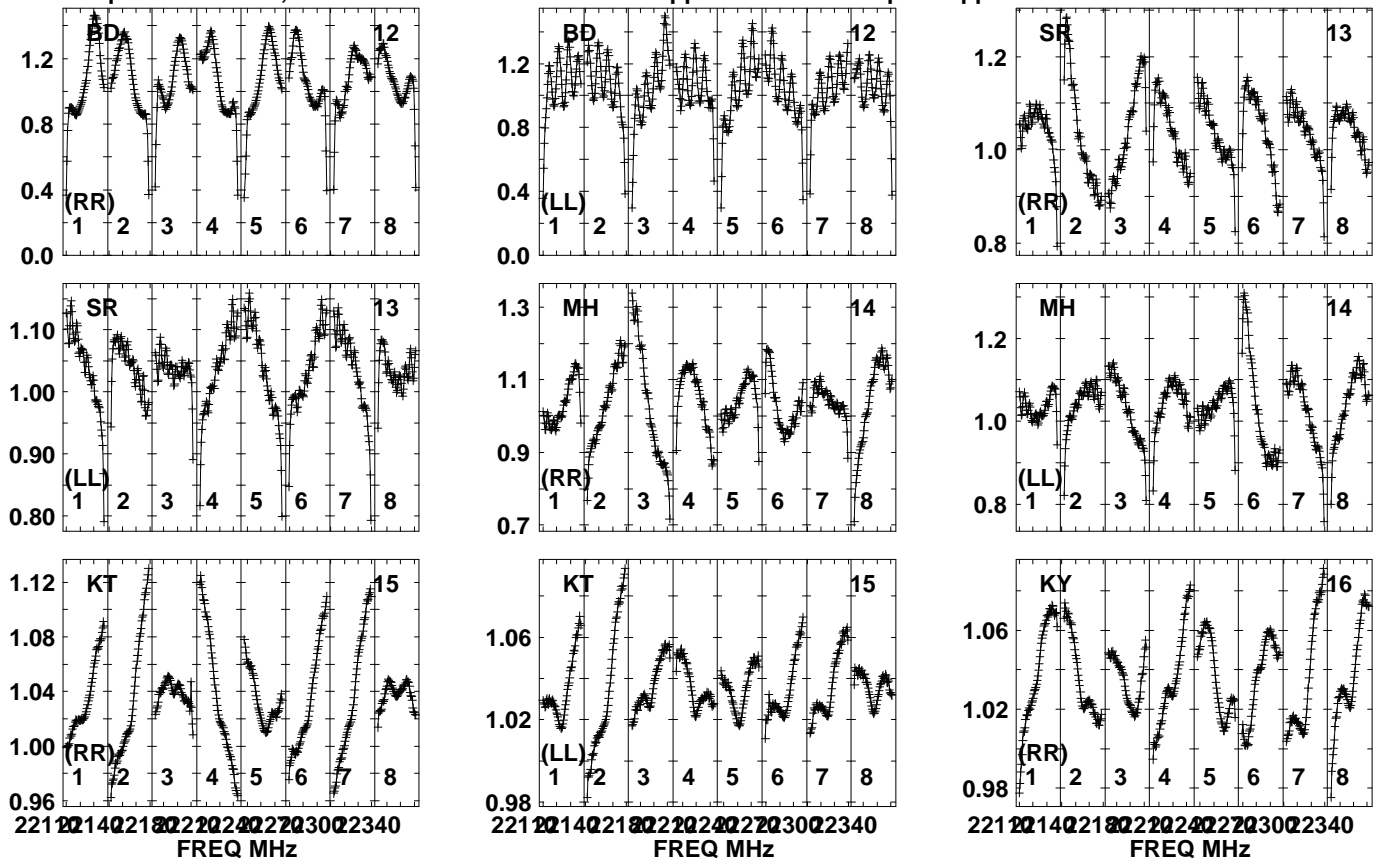 BD 12
1.2
0.8
0.4
0.0
(RR)
1 2 3 4 5 6 7 8
BD 12
1.2
0.8
0.4
0.0
(LL)
1 2 3 4 5 6 7 8
SR 13
1.2
1.0
0.8
(RR)
1 2 3 4 5 6 7 8
SR 13
1.10
1.00
0.90
0.80
(LL)
1 2 3 4 5 6 7 8
MH 14
1.3
1.1
0.9
0.7
(RR)
1 2 3 4 5 6 7 8
MH 14
1.2
1.0
0.8
(LL)
1 2 3 4 5 6 7 8
KT 15
1.12
1.08
1.04
1.00
0.96
(RR)
1 2 3 4 5 6 7 8
FREQ MHz
KT 15
1.06
1.02
0.98
(LL)
1 2 3 4 5 6 7 8
FREQ MHz
KY 16
1.06
1.02
0.98
(RR)
1 2 3 4 5 6 7 8
FREQ MHz